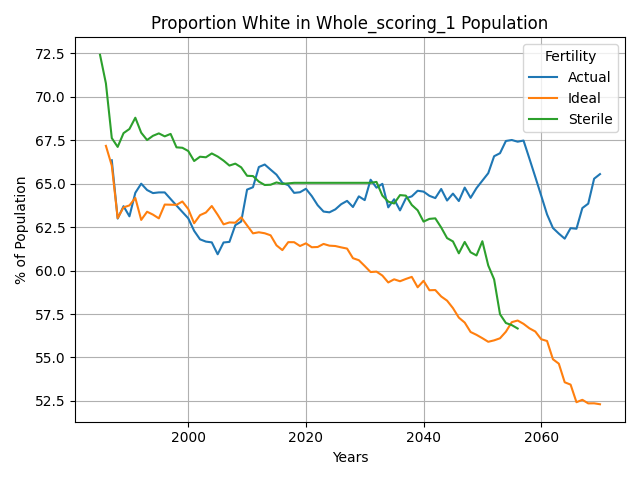 Proportion White in Whole_scoring_1 Population
Fertility
Actual
Ideal
Sterile
% of Population
72.5
70.0
67.5
65.0
62.5
60.0
57.5
55.0
52.5
2000
2020
2040
2060
Years